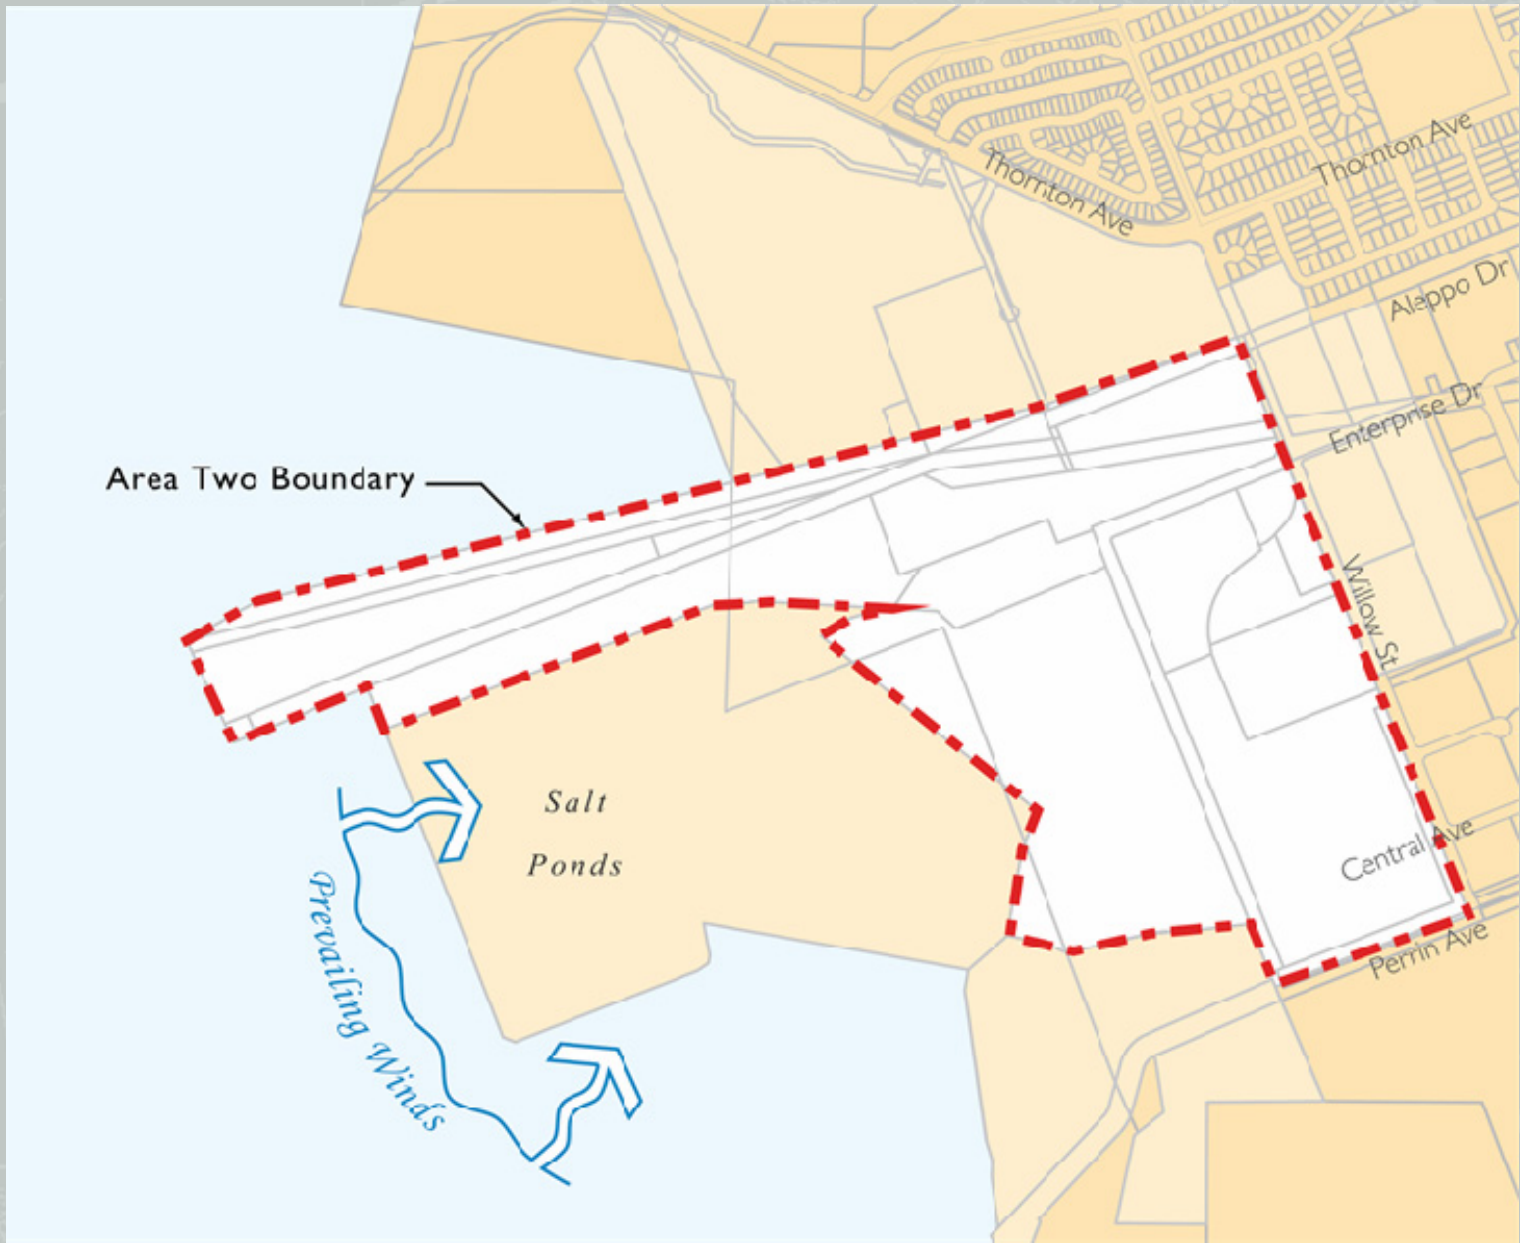 Thornton Ave
Thornton Ave
Aleppo Dr
Enterprise Dr
Area Two Boundary
Willow St
Salt
Ponds
Central Ave
Prevailing Winds
Perrin Ave